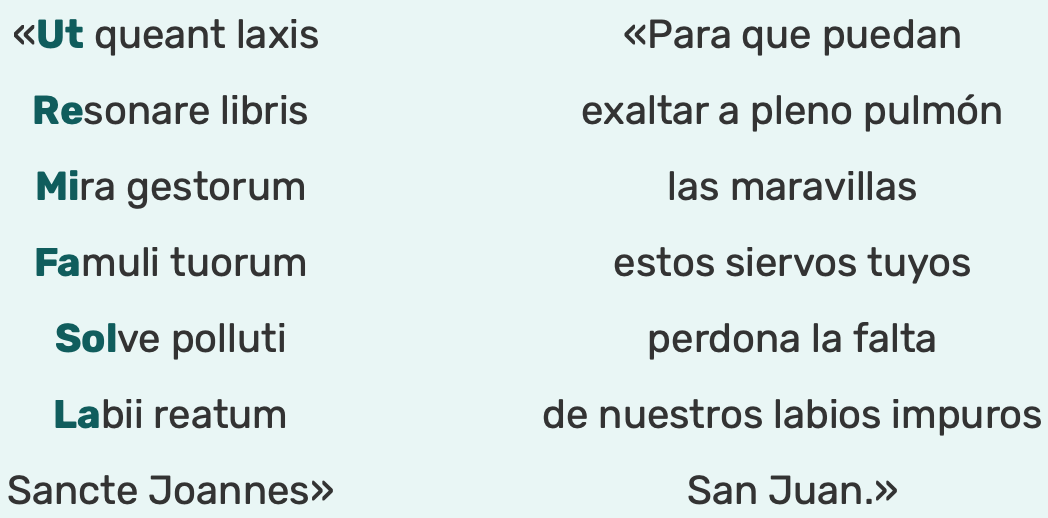 «Ut queant laxis
Resonare libris
Mira gestorum
Famuli tuorum
Solve polluti
Labii reatum
Sancte Joannes»
«Para que puedan
exaltar a pleno pulmón
las maravillas
estos siervos tuyos
perdona la falta
de nuestros labios impuros
San Juan.»